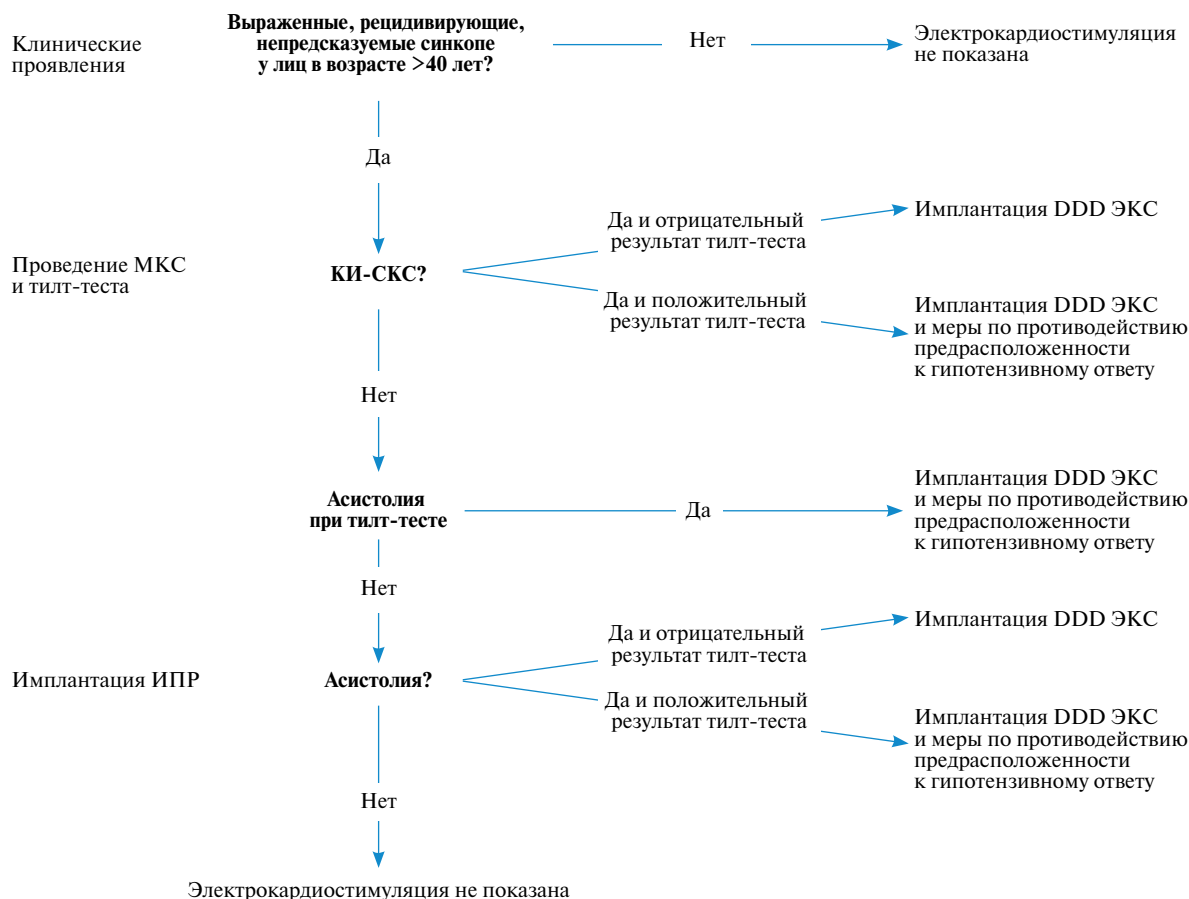 Клинические
проявления
Выраженные, рецидивирующие,
непредсказуемые синкопе
у лиц в возрасте >40 лет?
Нет
Электрокардиостимуляция
не показана
Да
Проведение МКС
и тилт-теста
КИ-СКС?
Да и отрицательный
результат тилт-теста
Имплантация DDD ЭКС
Да и положительный
результат тилт-теста
Имплантация DDD ЭКС
и меры по противодействию
предрасположенности
к гипотензивному ответу
Нет
Асистолия
при тилт-тесте
Да
Имплантация DDD ЭКС
и меры по противодействию
предрасположенности
к гипотензивному ответу
Нет
Имплантация ИПР
Асистолия?
Да и отрицательный
результат тилт-теста
Имплантация DDD ЭКС
Да и положительный
результат тилт-теста
Имплантация DDD ЭКС
и меры по противодействию
предрасположенности
к гипотензивному ответу
Нет
Электрокардиостимуляция не показана